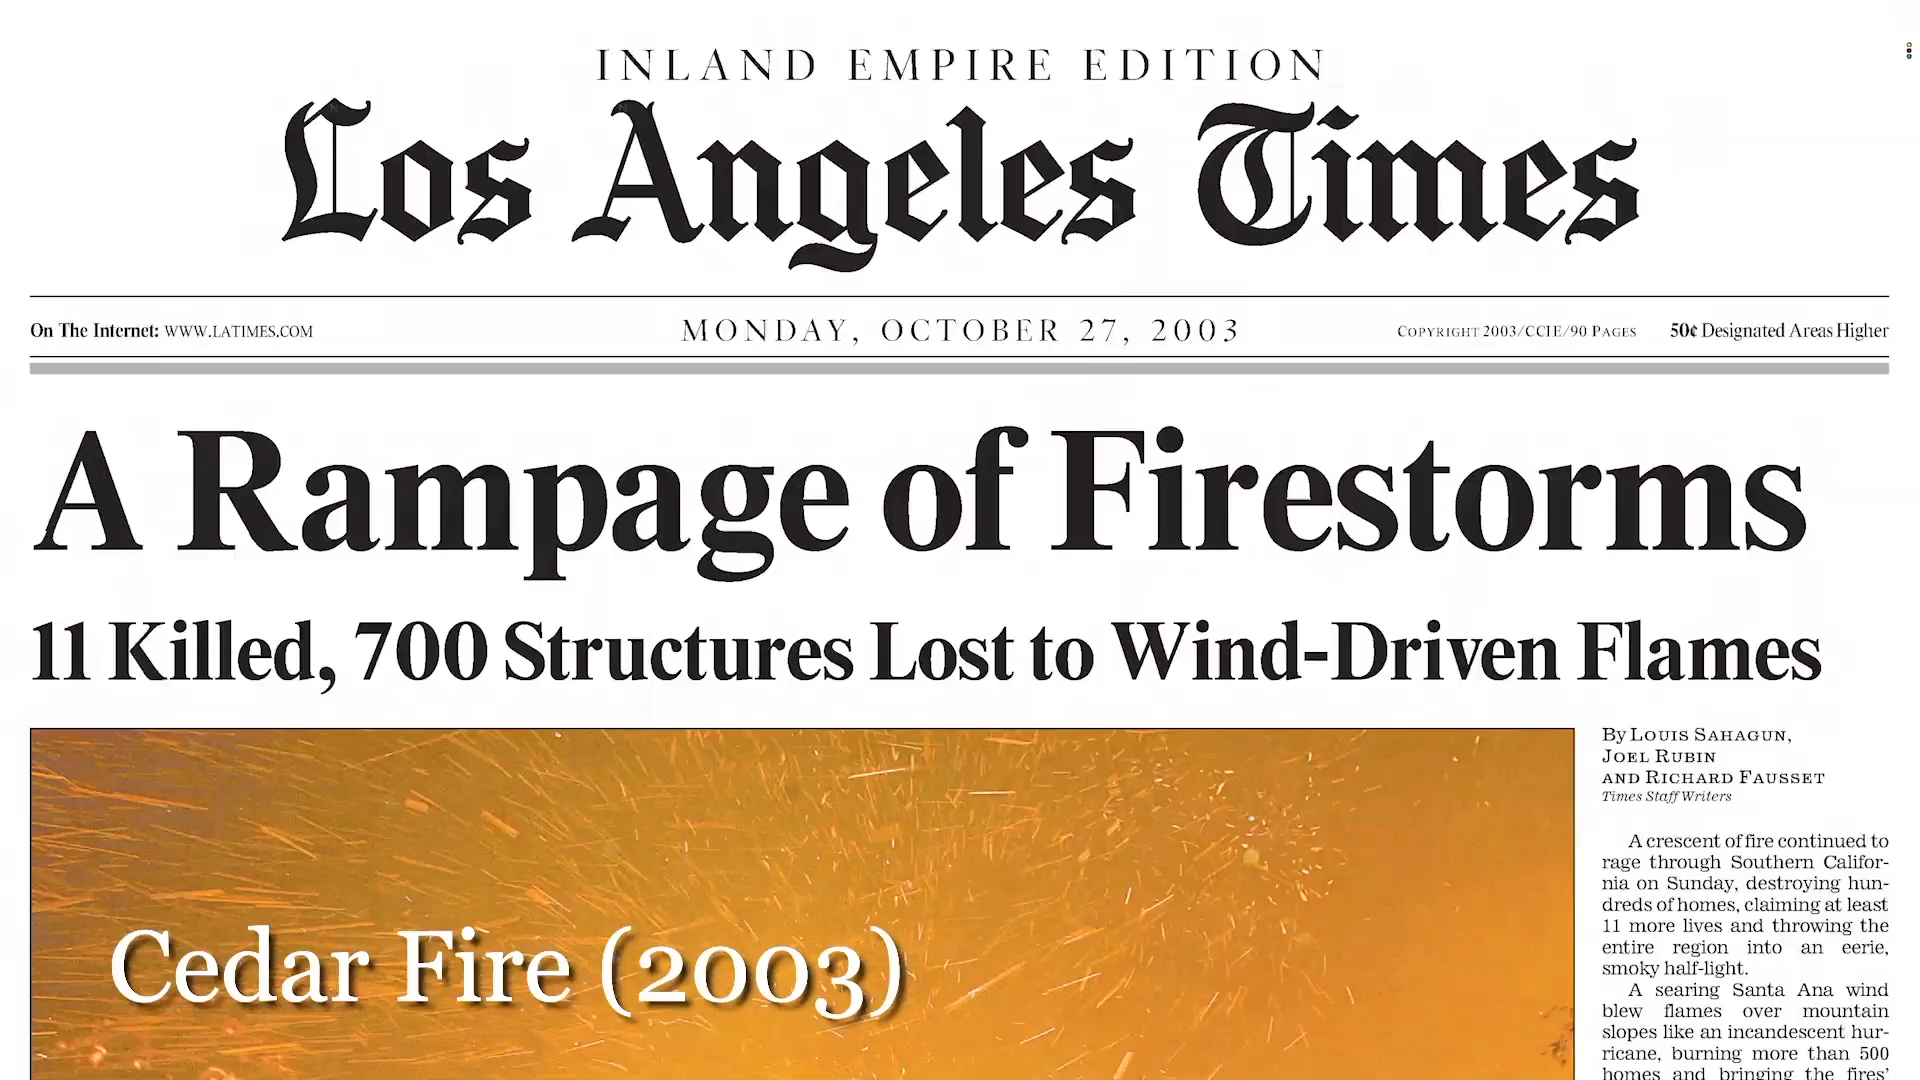 INLAND EMPIRE EDITION
Los Angeles Times
On The Internet: WWW.LATIMES.COM
MONDAY, OCTOBER 27, 2003
COPYRIGHT 2003/CCIE/90 PAGES
50¢ Designated Areas Higher
A Rampage of Firestorms
11 Killed, 700 Structures Lost to Wind-Driven Flames
Cedar Fire (2003)
By LOUIS SAHAGUN,
JOEL RUBIN
AND RICHARD FAUSSET
Times Staff Writers
A crescent of fire continued to
rage through Southern Califor-
nia on Sunday, destroying hun-
dreds of homes, claiming at least
11 more lives and throwing the
entire region into an eerie,
smoky half-light.
A searing Santa Ana wind
blew flames over mountain
slopes like an incandescent hur-
ricane, burning more than 500
homes and bringing the fires'